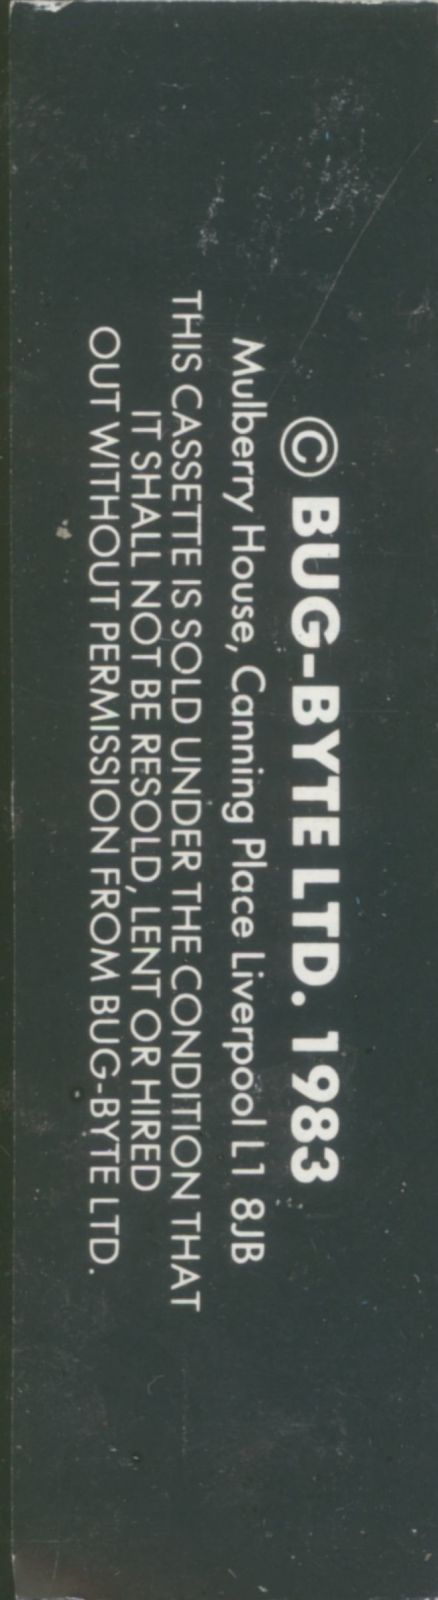 © BUG-BYTE LTD. 1983
Mulberry House, Canning Place Liverpool L1 8JB
THIS CASSETTE IS SOLD UNDER THE CONDITION THAT
IT SHALL NOT BE RESOLD, LENT OR HIRED
OUT WITHOUT PERMISSION FROM BUG-BYTE LTD.